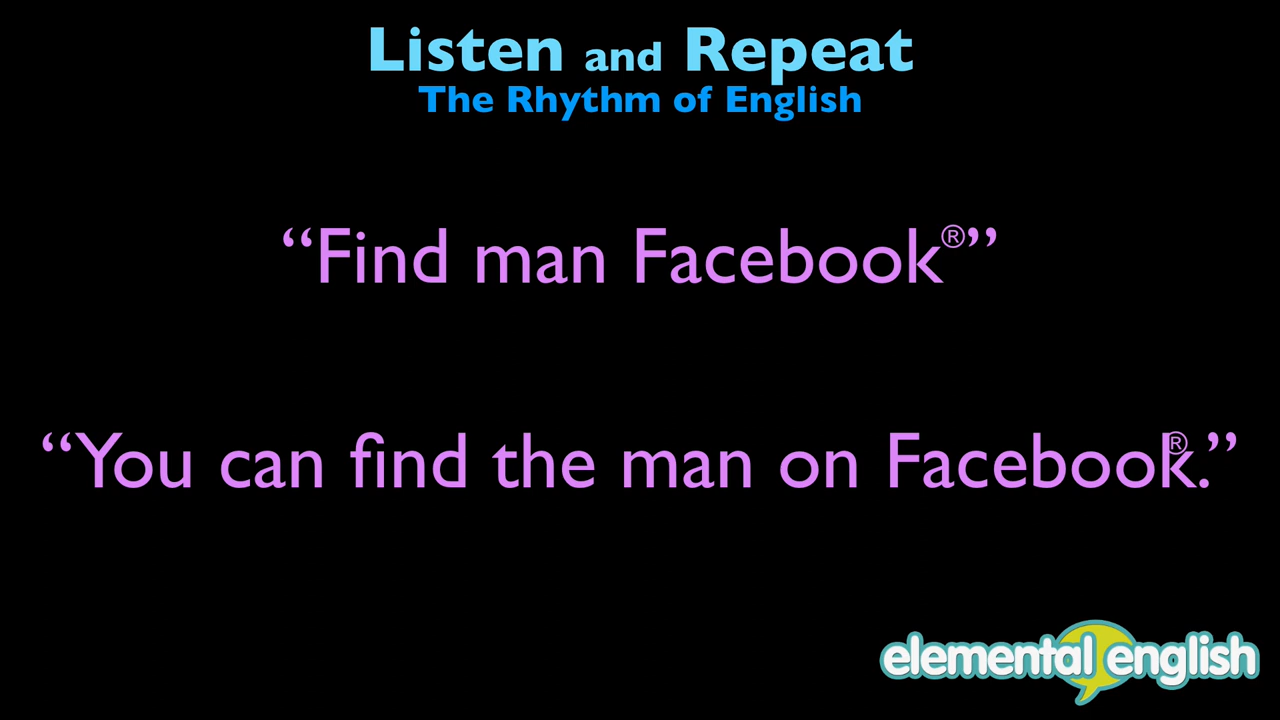 Listen and Repeat
The Rhythm of English
“Find man Facebook®”
“You can find the man on Facebook®.”
elemental english